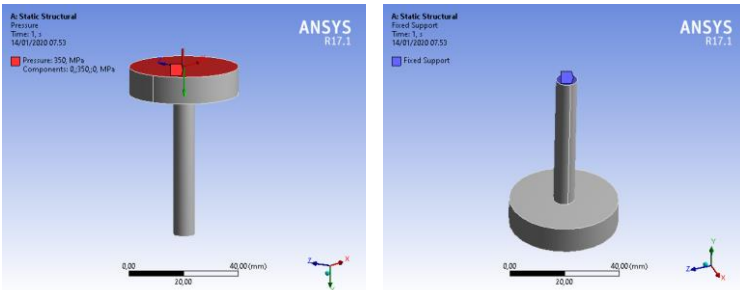 A: Static Structural
Pressure
Time: 1, s
14/01/2020 07.53
Pressure: 350, MPa
Components: 0,;350,;0, MPa
ANSYS
R17.1
0,00
40,00 (mm)
20,00
Z
X
A: Static Structural
Fixed Support
Time: 1, s
14/01/2020 07.53
Fixed Support
ANSYS
R17.1
0,00
40,00 (mm)
20,00
Y
Z
X